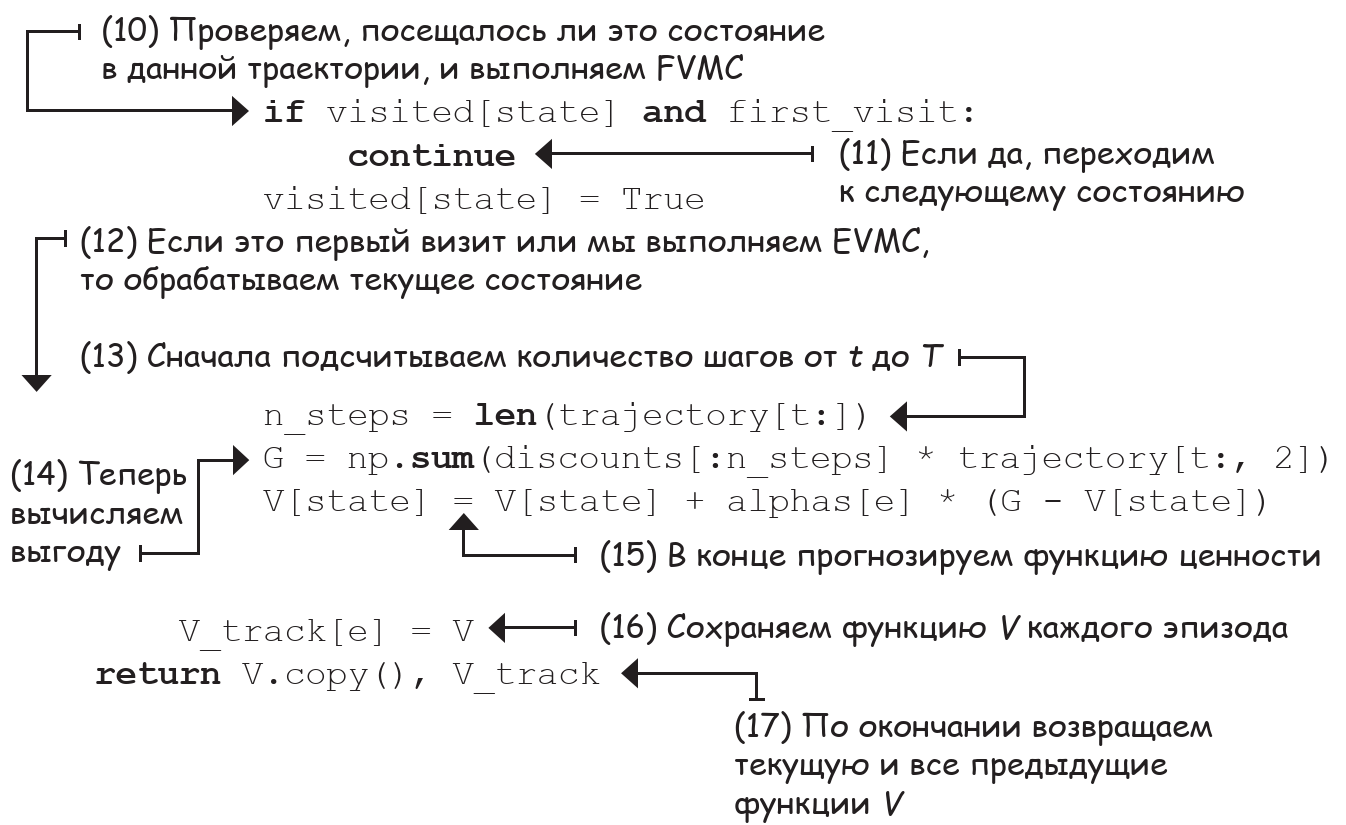 (10) Проверяем, посещалось ли это состояние
в данной траектории, и выполняем FVMC
if visited[state] and first_visit:
continue
(11) Если да, переходим
к следующему состоянию
visited[state] = True
(12) Если это первый визит или мы выполняем EVMC,
то обрабатываем текущее состояние
(13) Сначала подсчитываем количество шагов от t до T
n_steps = len(trajectory[t:])
(14) Теперь
вычисляем
выгоду
G = np.sum(discounts[:n_steps] * trajectory[t:, 2])
V[state] = V[state] + alphas[e] * (G - V[state])
(15) В конце прогнозируем функцию ценности
V_track[e] = V
(16) Сохраняем функцию V каждого эпизода
return V.copy(), V_track
(17) По окончании возвращаем
текущую и все предыдущие
функции V